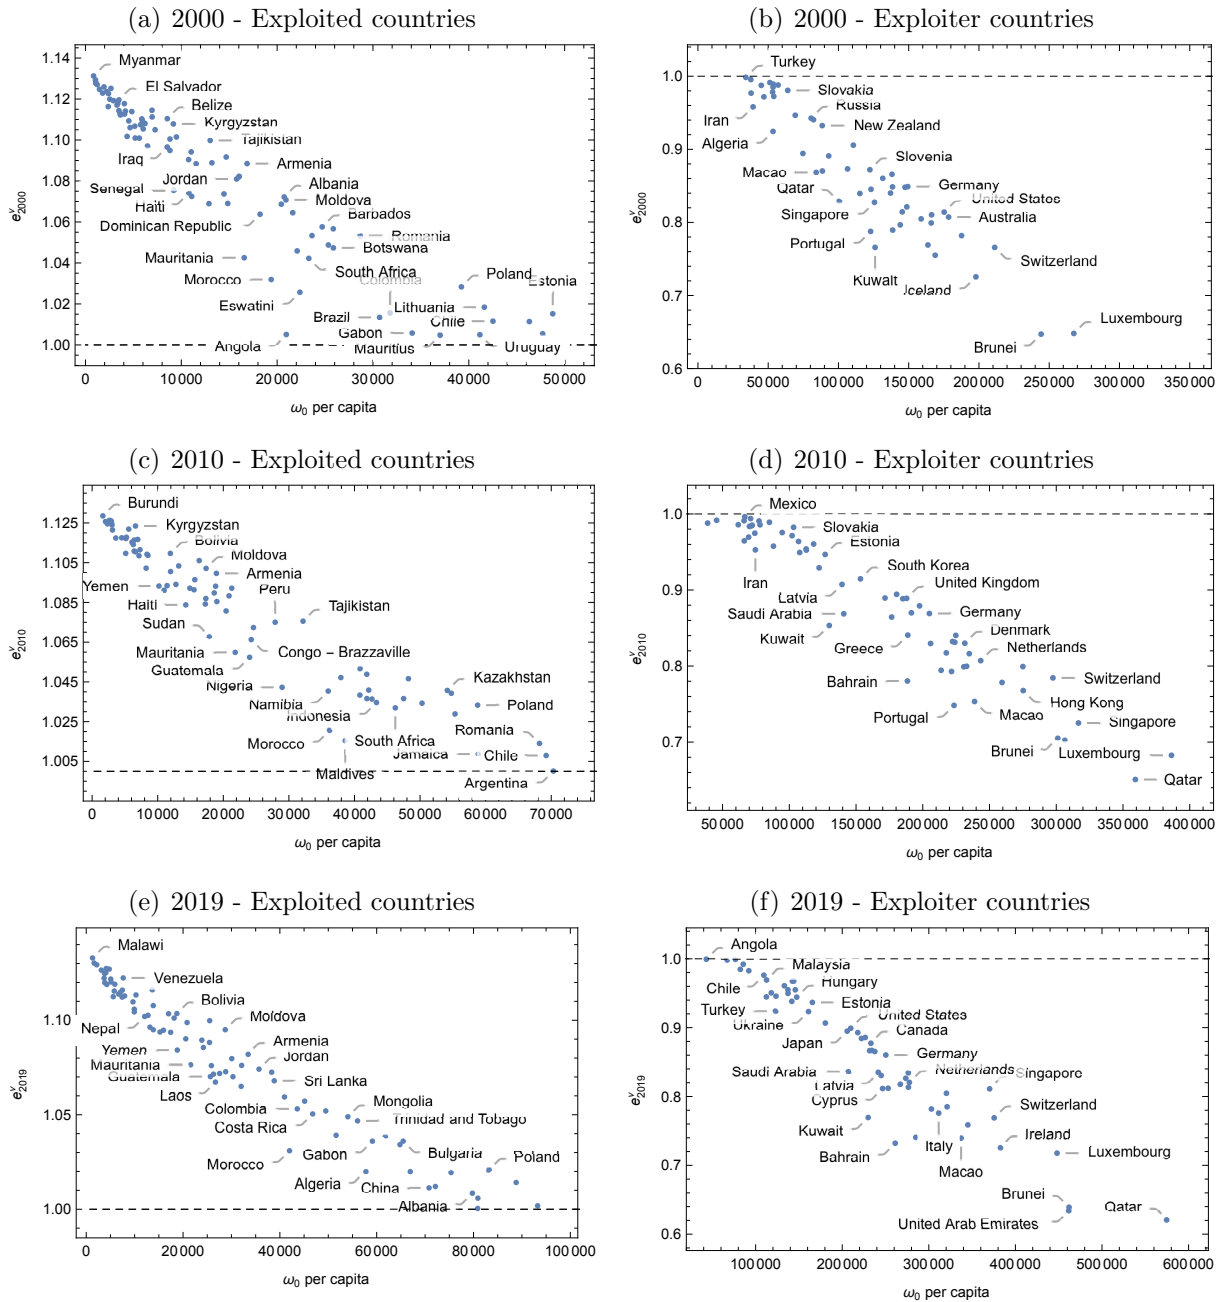 (a) 2000 - Exploited countries
1.14
1.12
1.10
1.08
1.06
1.04
1.02
1.00
e^v_2000
Myanmar
El Salvador
Belize
Kyrgyzstan
Tajikistan
Iraq
Armenia
Jordan
Senegal
Albania
Haiti
Moldova
Dominican Republic
Barbados
Romania
Botswana
Mauritania
South Africa
Morocco
Colombia
Poland
Estonia
Eswatini
Lithuania
Brazil
Chile
Gabon
Angola
Mauritius
Uruguay
0 10000 20000 30000 40000 50000
ω0 per capita
(b) 2000 - Exploiter countries
1.0
0.9
0.8
0.7
0.6
e^v_2000
Turkey
Slovakia
Iran
Russia
New Zealand
Algeria
Slovenia
Macao
Qatar
Germany
United States
Singapore
Australia
Portugal
Switzerland
Kuwait
Iceland
Luxembourg
Brunei
0 50000 100000 150000 200000 250000 300000 350000
ω0 per capita
(c) 2010 - Exploited countries
1.125
1.105
1.085
1.065
1.045
1.025
1.005
e^v_2010
Burundi
Kyrgyzstan
Bolivia
Moldova
Armenia
Yemen
Peru
Haiti
Tajikistan
Sudan
Mauritania
Congo – Brazzaville
Guatemala
Nigeria
Kazakhstan
Namibia
Poland
Indonesia
Romania
Morocco
South Africa
Jamaica
Chile
Maldives
Argentina
0 10000 20000 30000 40000 50000 60000 70000
ω0 per capita
(d) 2010 - Exploiter countries
1.0
0.9
0.8
0.7
e^v_2010
Mexico
Slovakia
Estonia
Iran
South Korea
Latvia
United Kingdom
Saudi Arabia
Germany
Kuwait
Denmark
Greece
Netherlands
Bahrain
Switzerland
Hong Kong
Portugal
Macao
Singapore
Brunei
Luxembourg
Qatar
50000 100000 150000 200000 250000 300000 350000 400000
ω0 per capita
(e) 2019 - Exploited countries
1.10
1.05
1.00
e^v_2019
Malawi
Venezuela
Bolivia
Nepal
Moldova
Yemen
Armenia
Mauritania
Jordan
Guatemala
Sri Lanka
Laos
Colombia
Mongolia
Costa Rica
Trinidad and Tobago
Morocco
Gabon
Bulgaria
Poland
Algeria
China
Albania
0 20000 40000 60000 80000 100000
ω0 per capita
(f) 2019 - Exploiter countries
1.0
0.9
0.8
0.7
0.6
e^v_2019
Angola
Malaysia
Chile
Hungary
Turkey
Estonia
Ukraine
United States
Japan
Canada
Germany
Saudi Arabia
Netherlands
Singapore
Latvia
Cyprus
Switzerland
Kuwait
Ireland
Bahrain
Italy
Luxembourg
Macao
Brunei
Qatar
United Arab Emirates
100000 200000 300000 400000 500000 600000
ω0 per capita